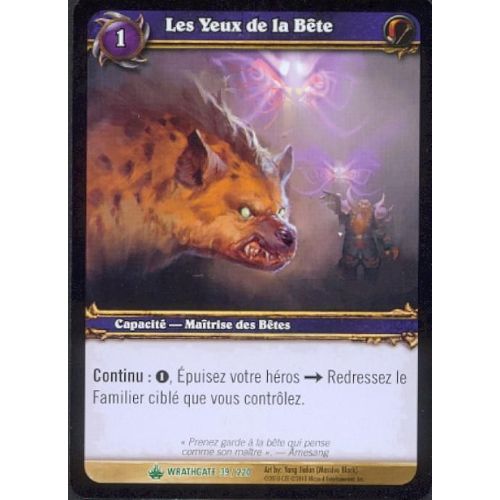 1
Les Yeux de la Bête
Capacité — Maîtrise des Bêtes
Continu : 1, Épuisez votre héros → Redressez le
Familier ciblé que vous contrôlez.
« Prenez garde à la bête qui pense
comme son maître ». — Amesang
WRATHGATE 39 / 220
Art by: Yang Jialun (Massive Black)